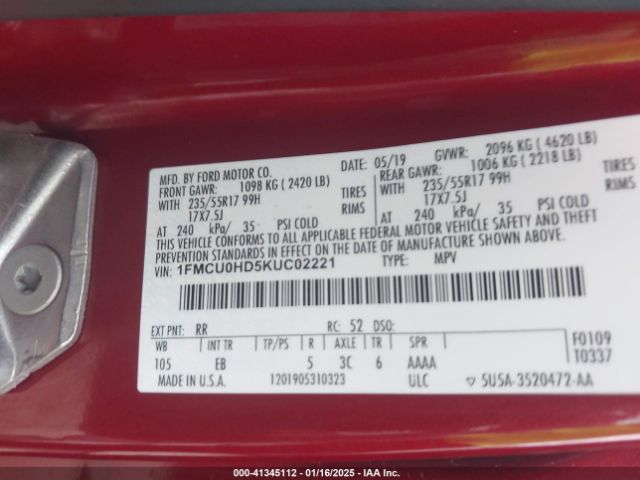 MFD. BY FORD MOTOR CO.
DATE: 05/19 GVWR: 2096 KG ( 4620 LB)
FRONT GAWR: 1098 KG ( 2420 LB) REAR GAWR: 1006 KG ( 2218 LB)
WITH 235/55R17 99H TIRES WITH 235/55R17 99H TIRES
17X7.5J RIMS 17X7.5J RIMS
AT 240 kPa/ 35 PSI COLD AT 240 kPa/ 35 PSI COLD
THIS VEHICLE CONFORMS TO ALL APPLICABLE FEDERAL MOTOR VEHICLE SAFETY AND THEFT
PREVENTION STANDARDS IN EFFECT ON THE DATE OF MANUFACTURE SHOWN ABOVE.
VIN: 1FMCU0HD5KUC02221 TYPE: MPV
EXT PNT: RR RC: 52 DSO:
WB INT TR TP/PS R AXLE TR SPR F0109
105 EB 5 3C 6 AAAA T0337
MADE IN U.S.A. 1201905310323 ULC ▽ 5U5A-3520472-AA
00-41345112 - 01/16/2025 - IAA Inc.